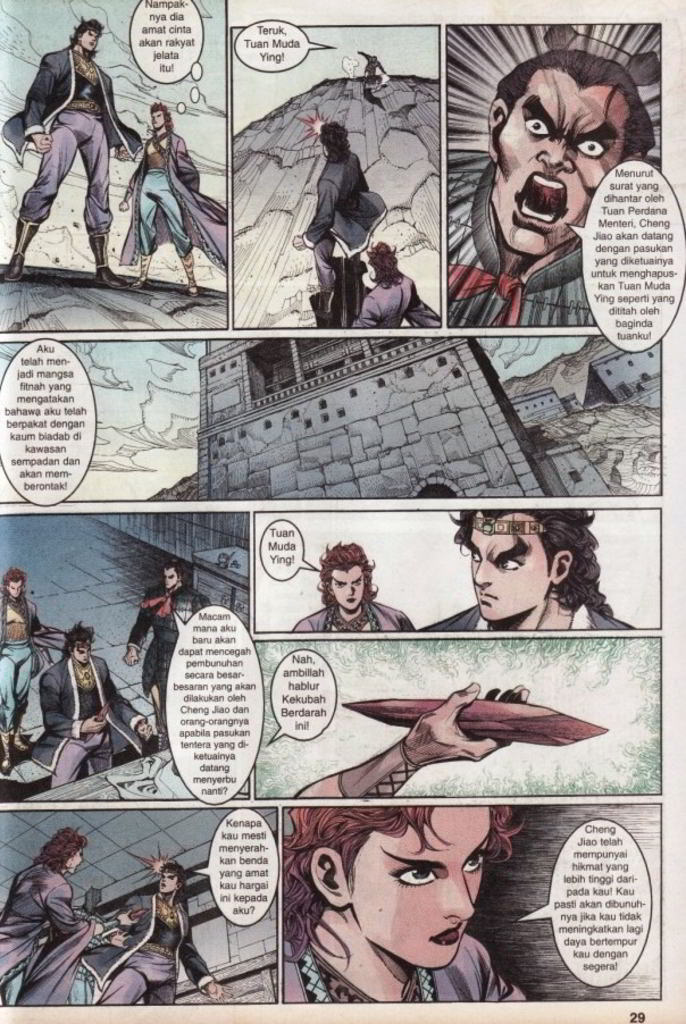 Nampak-
nya dia
amat cinta
akan rakyat
jelata
itu!
Teruk,
Tuan Muda
Ying!
Menurut
surat yang
dihantar oleh
Tuan Perdana
Menteri, Cheng
Jiao akan datang
dengan pasukan
yang diketuainya
untuk menghapus-
kan Tuan Muda
Ying seperti yang
dititah oleh
baginda
tuanku!
Aku
telah men-
jadi mangsa
fitnah yang
mengatakan
bahawa aku telah
berpakat dengan
kaum biadab di
kawasan
sempadan dan
akan mem-
berontak!
Macam
mana aku
dapat mencegah
pembunuhan
secara besar-
besaran yang akan
dilakukan oleh
Cheng Jiao dan
orang-orangnya
apabila pasukan
tentera yang di-
ketuainya
datang
menyerbu
nanti?
Tuan
Muda
Ying!
Nah,
ambillah
hablur
Kekubah
Berdarah
ini!
Kenapa
kau mesti
menyerah-
kan benda
yang amat
kau hargai
ini kepada
aku?
Cheng
Jiao telah
mempunyai
hikmat yang
lebih tinggi dari-
pada kau! Kau
pasti akan dibunuh-
nya jika kau tidak
meningkatkan lagi
daya bertempur
kau dengan
segera!
29